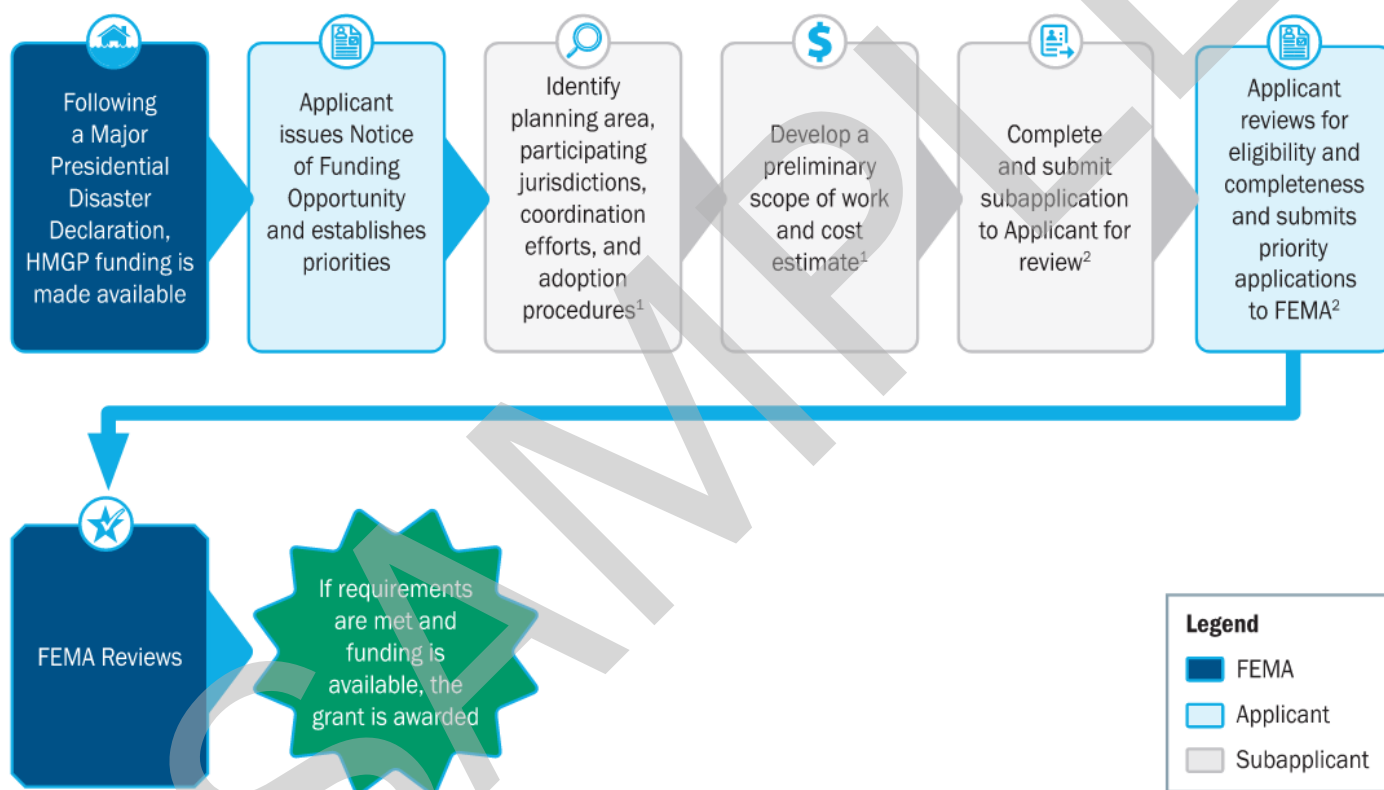 Following
a Major
Presidential
Disaster
Declaration,
HMGP funding is
made available
Applicant
issues Notice
of Funding
Opportunity
and establishes
priorities
Identify
planning area,
participating
jurisdictions,
coordination
efforts, and
adoption
procedures¹
Develop a
preliminary
scope of work
and cost
estimate¹
Complete
and submit
subapplication
to Applicant for
review²
Applicant
reviews for
eligibility and
completeness
and submits
priority
applications
to FEMA²
FEMA Reviews
If requirements
are met and
funding is
available, the
grant is awarded
Legend
FEMA
Applicant
Subapplicant
SAMPLE